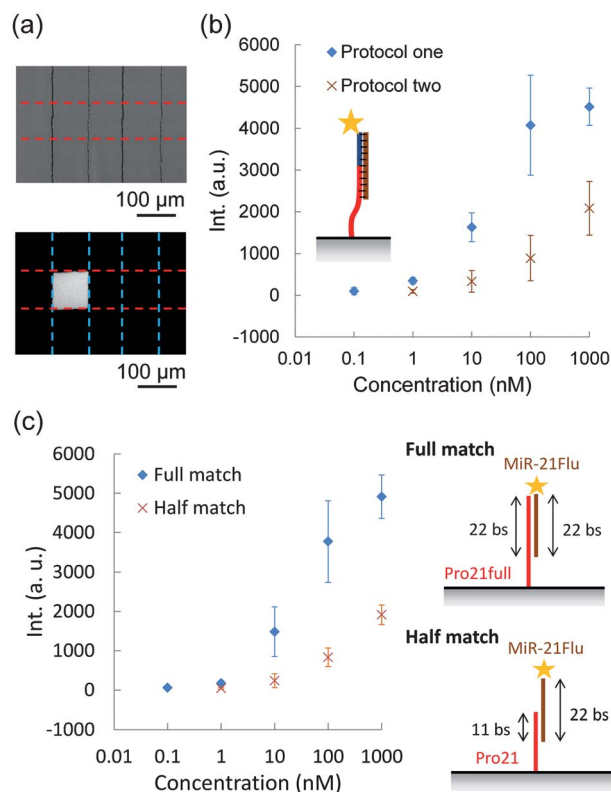 (a)
100 µm
100 µm
(b)
Int. (a.u.)
6000
5000
4000
3000
2000
1000
0
-1000
Protocol one
Protocol two
0.01
0.1
1
10
100
1000
Concentration (nM)
(c)
Int. (a. u.)
6000
5000
4000
3000
2000
1000
0
-1000
Full match
Half match
0.01
0.1
1
10
100
1000
Concentration (nM)
Full match
MiR-21Flu
22 bs
22 bs
Pro21full
Half match
MiR-21Flu
11 bs
22 bs
Pro21